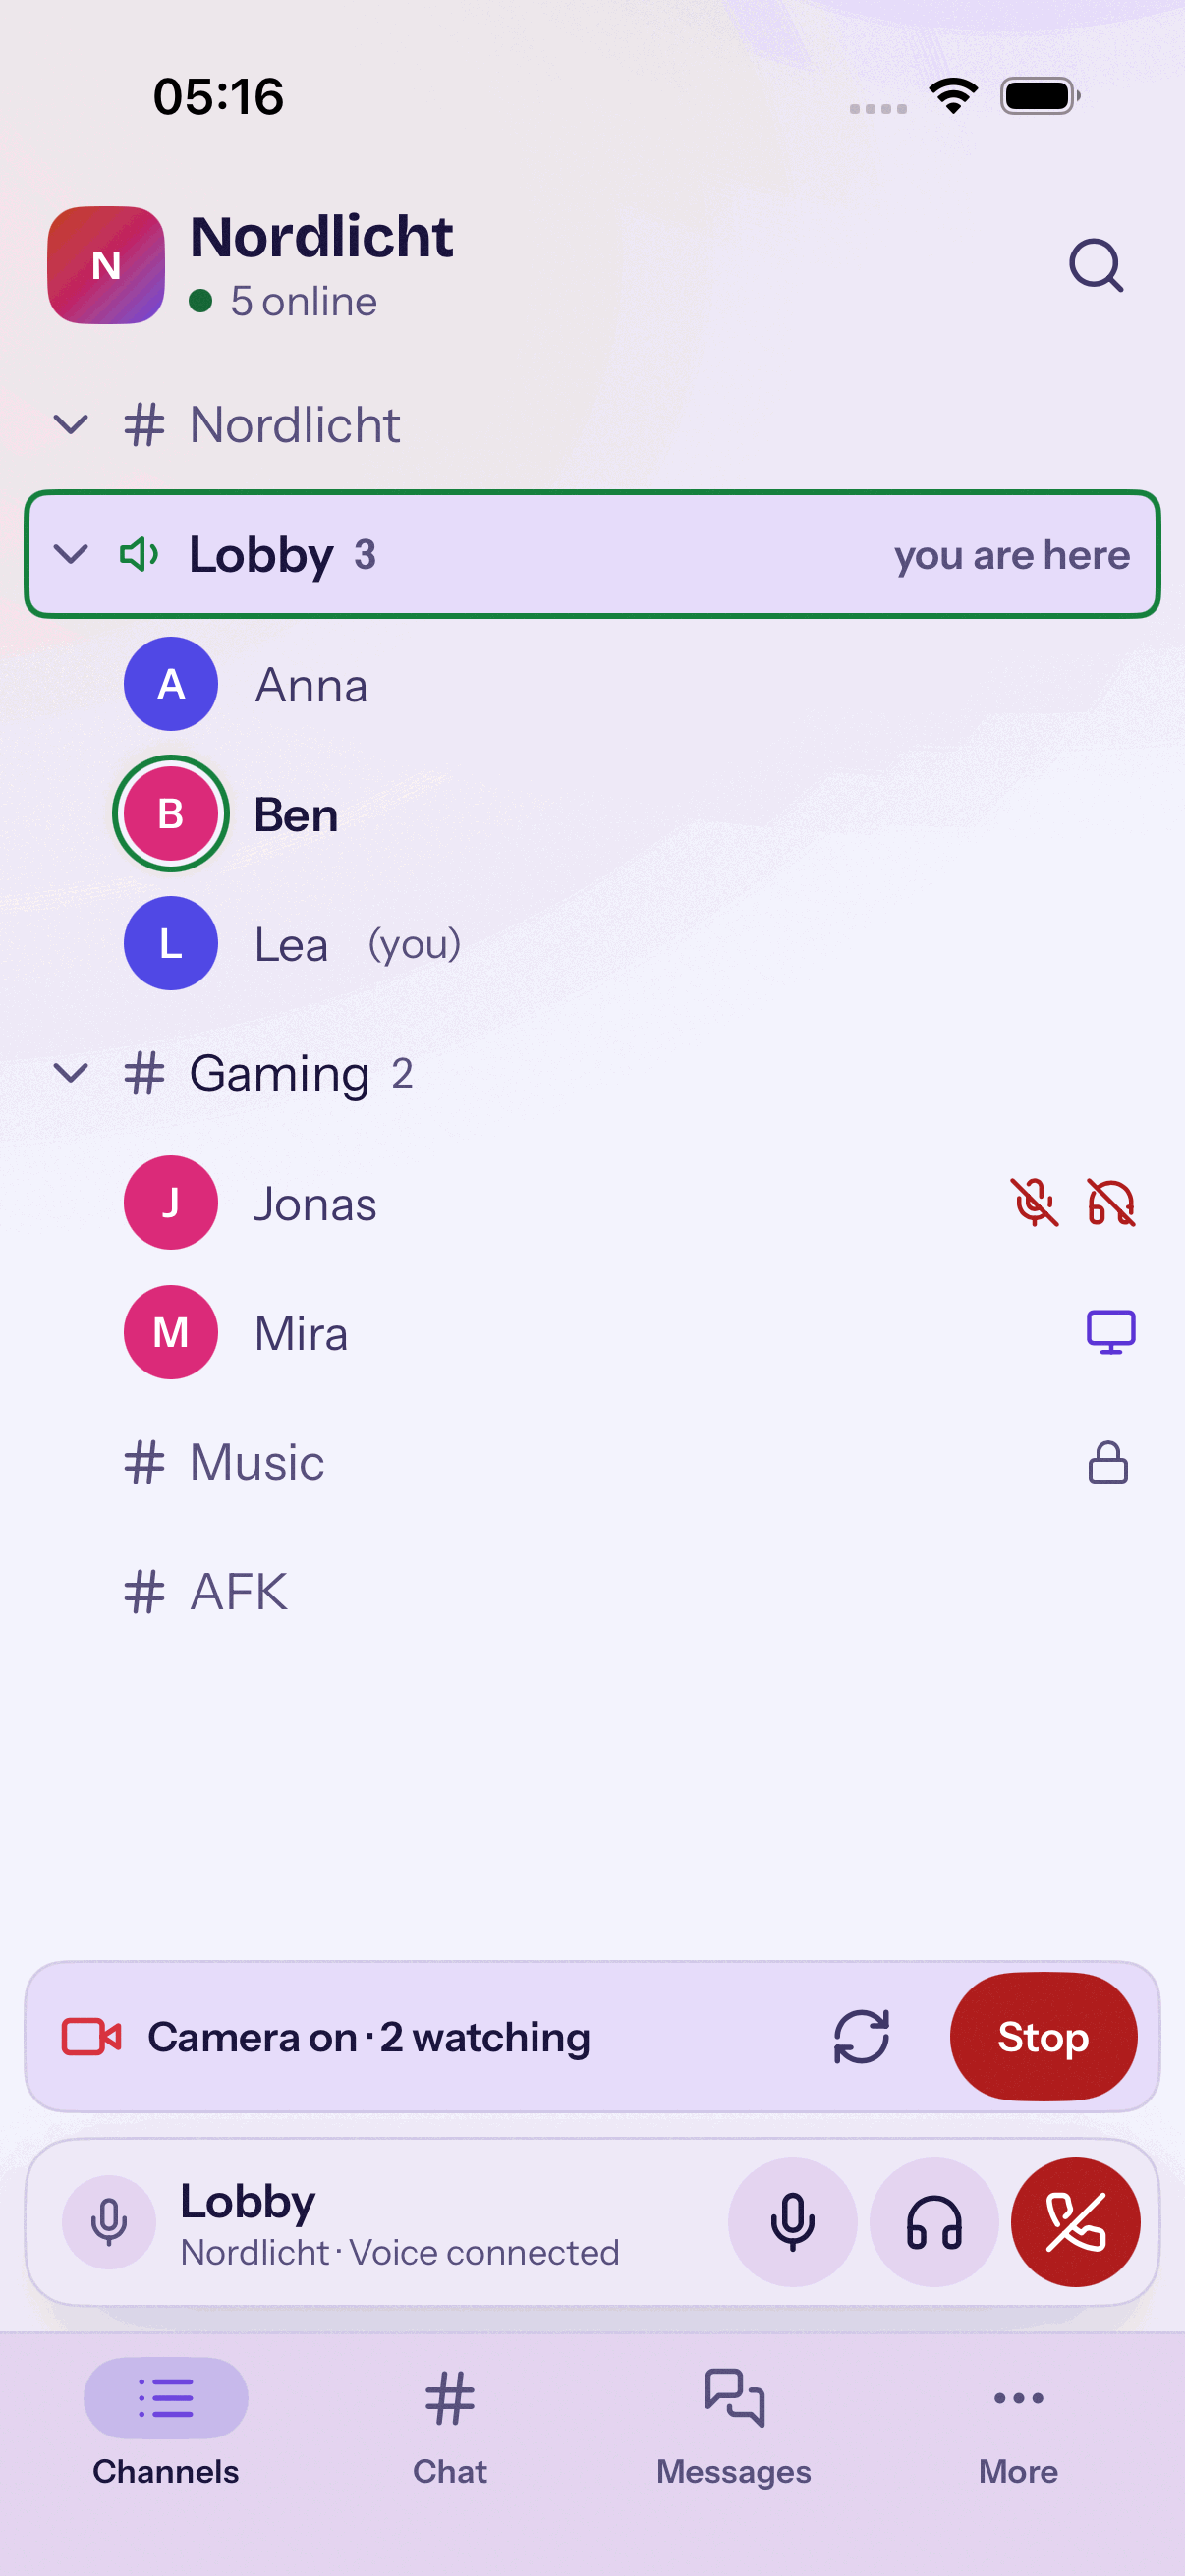 05:16
N
Nordlicht
5 online
Nordlicht
Lobby 3
you are here
A
Anna
B
Ben
L
Lea (you)
Gaming 2
J
Jonas
M
Mira
Music
AFK
Camera on · 2 watching
Stop
Lobby
Nordlicht · Voice connected
Channels
Chat
Messages
More